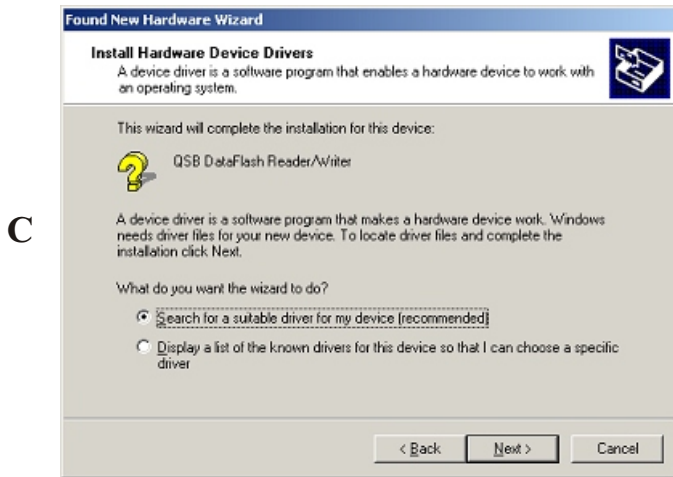 Found New Hardware Wizard
Install Hardware Device Drivers
A device driver is a software program that enables a hardware device to work with
an operating system.
This wizard will complete the installation for this device:
QSB DataFlash Reader/Writer
C
A device driver is a software program that makes a hardware device work. Windows
needs driver files for your new device. To locate driver files and complete the
installation click Next.
What do you want the wizard to do?
Search for a suitable driver for my device (recommended)
Display a list of the known drivers for this device so that I can choose a specific
driver
< Back
Next >
Cancel